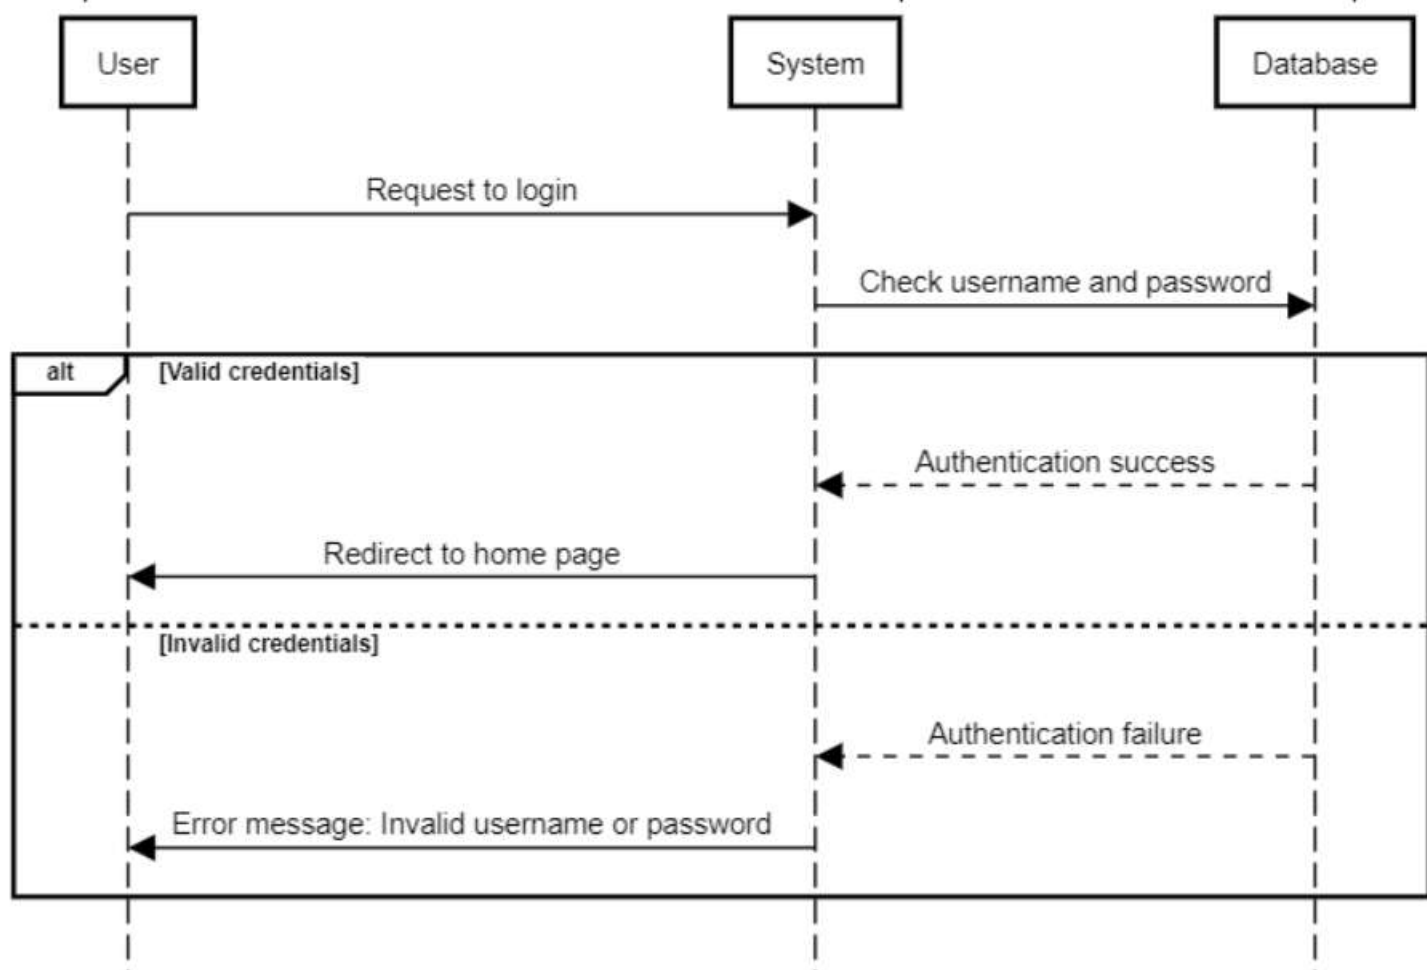 User
System
Database
Request to login
Check username and password
alt
[Valid credentials]
Authentication success
Redirect to home page
[Invalid credentials]
Authentication failure
Error message: Invalid username or password